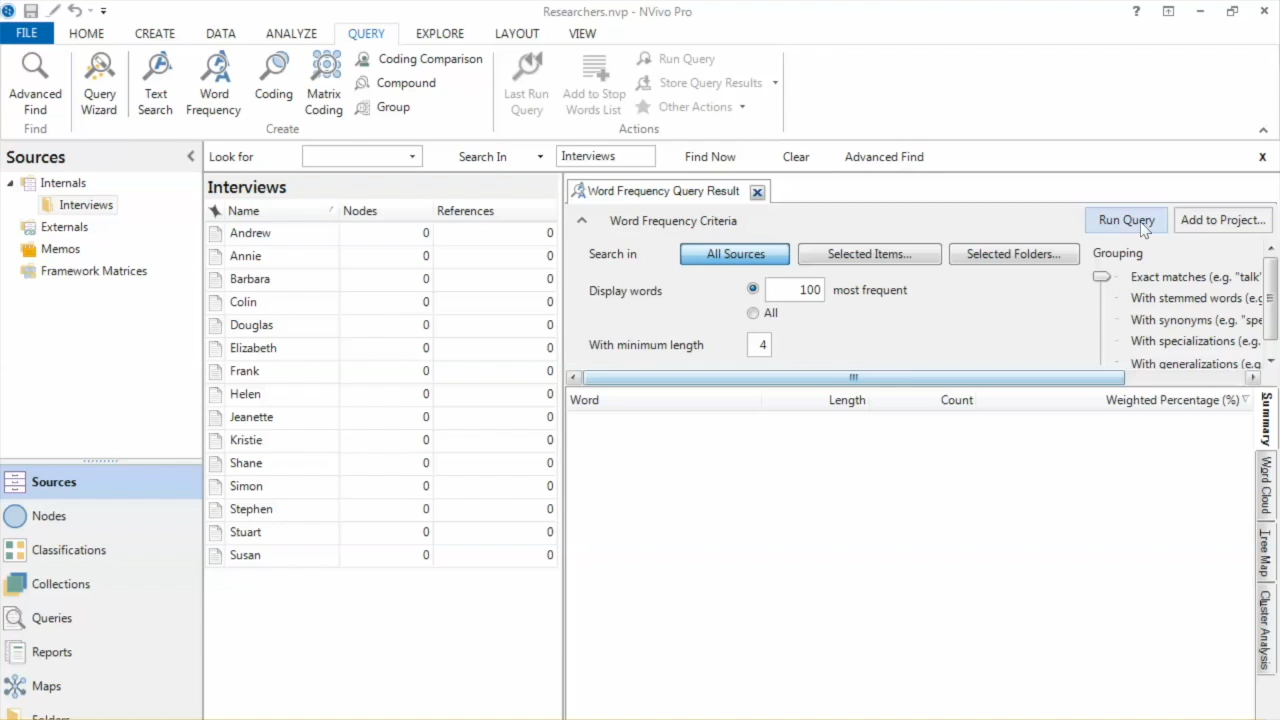 Researchers.nvp - NVivo Pro
FILE HOME CREATE DATA ANALYZE QUERY EXPLORE LAYOUT VIEW
Advanced Find
Query Wizard
Text Search
Word Frequency
Coding
Matrix Coding
Coding Comparison
Compound
Group
Last Run Query
Add to Stop Words List
Run Query
Store Query Results
Other Actions
Find
Create
Actions
Sources
Look for
Search In
Interviews
Find Now
Clear
Advanced Find
x
Internals
Interviews
Externals
Memos
Framework Matrices
Sources
Nodes
Classifications
Collections
Queries
Reports
Maps
Folders
Interviews
Name Nodes References
Andrew 0 0
Annie 0 0
Barbara 0 0
Colin 0 0
Douglas 0 0
Elizabeth 0 0
Frank 0 0
Helen 0 0
Jeanette 0 0
Kristie 0 0
Shane 0 0
Simon 0 0
Stephen 0 0
Stuart 0 0
Susan 0 0
Word Frequency Query Result
Word Frequency Criteria
Run Query
Add to Project...
Search in
All Sources
Selected Items...
Selected Folders...
Grouping
Display words
100 most frequent
All
With minimum length
4
Exact matches (e.g. "talk"
With stemmed words (e.g
With synonyms (e.g. "spe
With specializations (e.g.
With generalizations (e.g
Word Length Count Weighted Percentage (%)
Summary
Word Cloud
Tree Map
Cluster Analysis